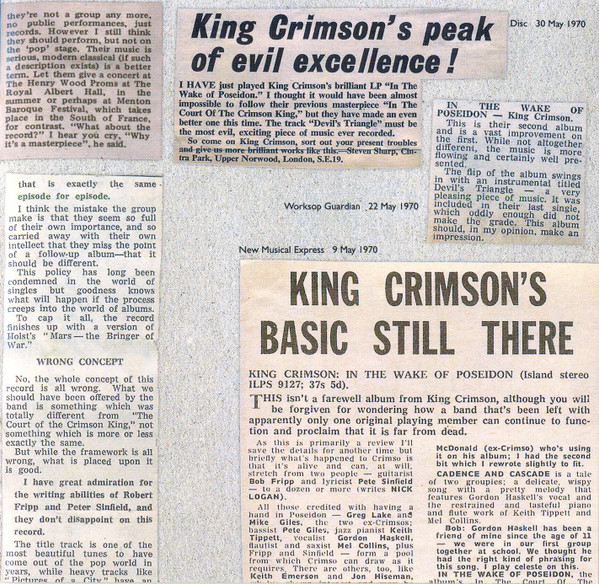 they're not a group any more,
no public performances, just
records. However I still think
they should perform, but not on
the 'pop' stage. Their music is
serious, modern classical (if such
a description exists) is a better
term. Let them give a concert at
The Henry Wood Proms at The
Royal Albert Hall, in the
summer or perhaps at Menton
Baroque Festival, which takes
place in the South of France,
for contrast. "What about the
record?" I hear you cry, "Why
it's a masterpiece", he said.
that is exactly the same
episode for episode.
I think the mistake the group
make is that they seem so full
of their own importance, and so
carried away with their own
intellect that they miss the point
of a follow-up album—that it
should be different.
This policy has long been
condemned in the world of
singles but goodness knows
what will happen if the process
creeps into the world of albums.
To cap it all, the record
finishes up with a version of
Holst's "Mars — the Bringer of
War."
WRONG CONCEPT
No, the whole concept of this
record is all wrong. What we
should have been offered by the
band is something which was
totally different from "The
Court of the Crimson King," not
something which is more or less
exactly the same.
But while the framework is all
wrong, what is placed upon it
is good.
I have great admiration for
the writing abilities of Robert
Fripp and Peter Sinfield, and
they don't disappoint on this
record.
The title track is one of the
most beautiful tunes to have
come out of the pop world in
years, while heavy tracks like
"Pictures of a City" have an
King Crimson's peak
of evil excellence!
Disc 30 May 1970
I HAVE just played King Crimson's brilliant LP "In The
Wake of Poseidon." I thought it would have been almost
impossible to follow their previous masterpiece "In The
Court Of The Crimson King," but they have made an even
better one this time. The track "Devil's Triangle" must be
the most evil, exciting piece of music ever recorded.
So come on King Crimson, sort out your present troubles
and give us more brilliant works like this.—Steven Sharp, Cin-
tra Park, Upper Norwood, London, S.E.19.
Worksop Guardian 22 May 1970
IN THE WAKE OF
POSEIDON — King Crimson.
This is their second album
and is a vast improvement on
the first. While not altogether
different, the music is more
flowing and certainly well pre-
sented.
The flip of the album swings
in with an instrumental titled
Devil's Triangle — a very
pleasing piece of music. It was
included in their last single,
which oddly enough did not
make the grade. This album
should, in my opinion, make an
impression.
New Musical Express 9 May 1970
KING CRIMSON'S
BASIC STILL THERE
KING CRIMSON: IN THE WAKE OF POSEIDON (Island stereo
ILPS 9127; 37s 5d).
THIS isn't a farewell album from King Crimson, although you will
be forgiven for wondering how a band that's been left with
apparently only one original playing member can continue to func-
tion and proclaim that it is far from dead.
As this is primarily a review I'll
save the details for another time but
briefly what's happened to Crimso is
that it's alive and can, at will,
stretch from two people — guitarist
Bob Fripp and lyricist Pete Sinfield
— to a dozen or more (writes NICK
LOGAN).
All those credited with having a
hand in Poseidon — Greg Lake and
Mike Giles, the two ex-Crimsos;
bassist Pete Giles, jazz pianist Keith
Tippett, vocalist Gordon Haskell,
flautist and saxist Mel Collins, plus
Fripp and Sinfield — form a pool
from which Crimso can draw as it
requires. There are others, too, like
Keith Emerson and Jon Hiseman
McDonald (ex-Crimso) who's using
it on his album; I had the second
bit which I rewrote slightly to fit.
CADENCE AND CASCADE is a tale
of two groupies; a delicate, wispy
song with a pretty melody that
features Gordon Haskell's vocal and
the restrained and tasteful piano
and flute work of Keith Tippett and
Mel Collins.
Bob: Gordon Haskell has been a
friend of mine since the age of 11
— we were in our first group
together at school. We thought he
had the right kind of phrasing for
this song. I play celeste on this.
IN THE WAKE OF POSEIDON, the